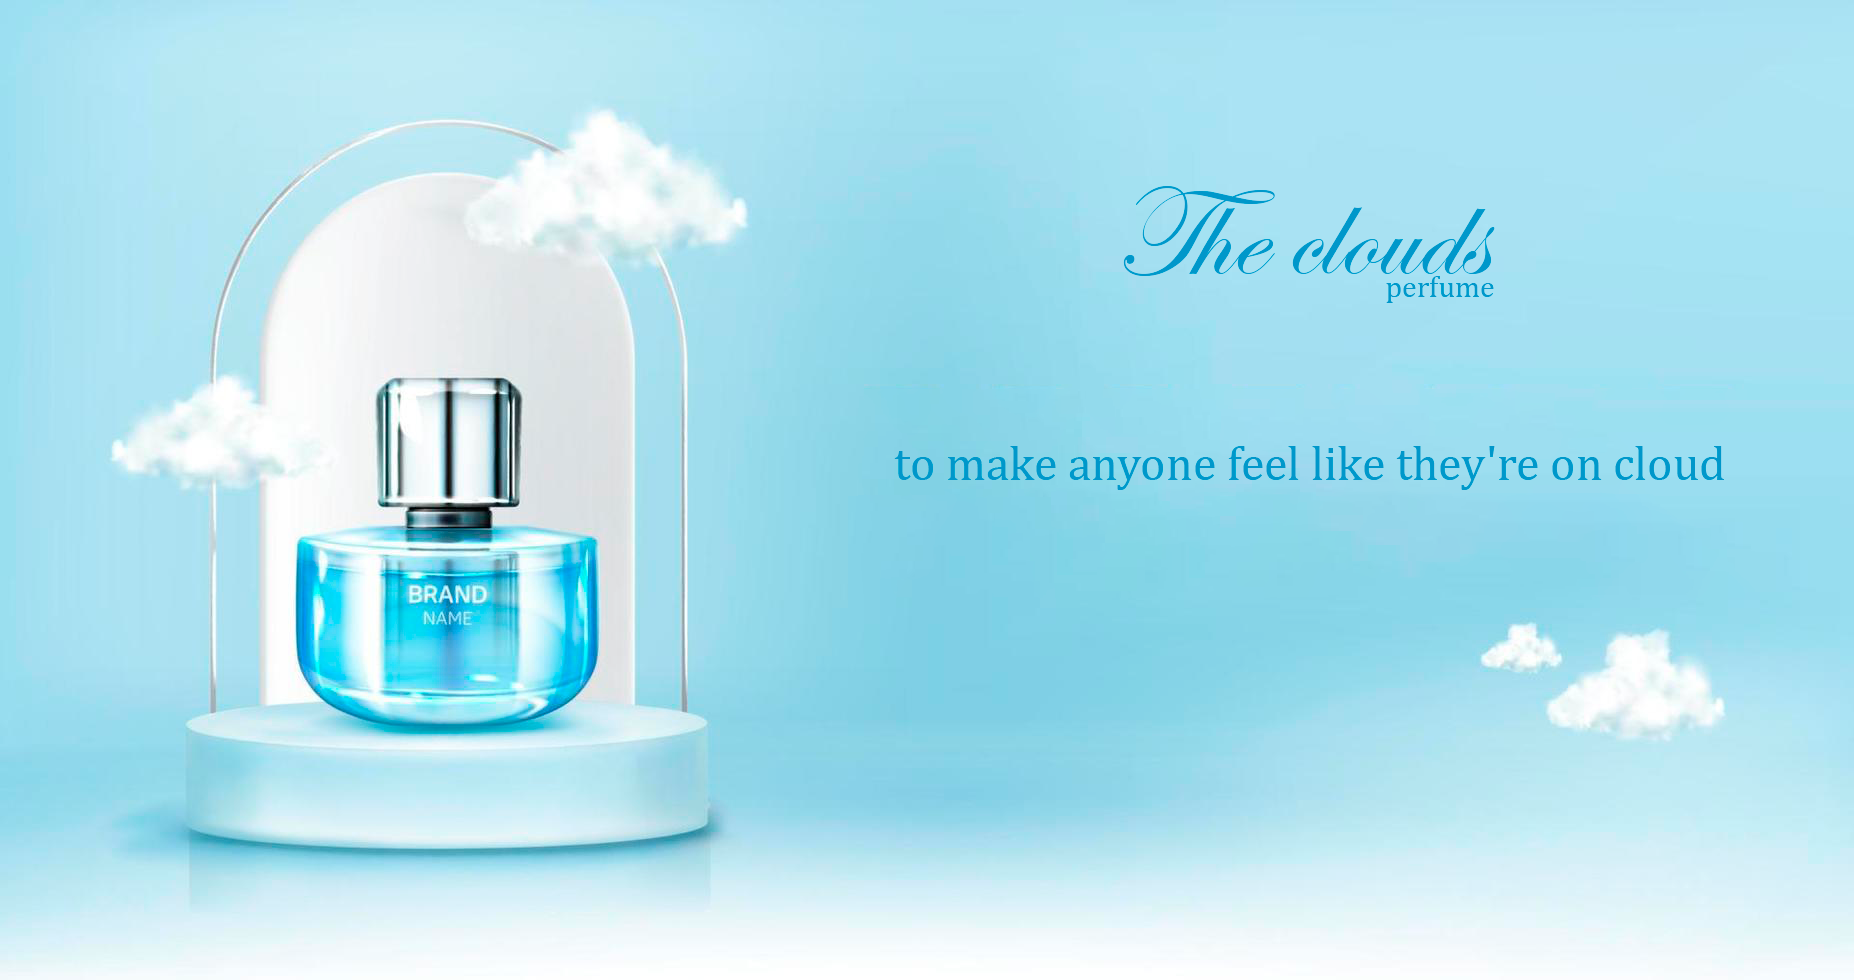 The clouds
perfume
to make anyone feel like they're on cloud
BRAND
NAME